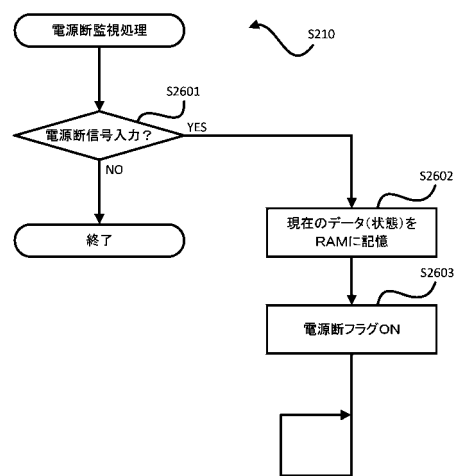 電源断監視処理
S210
S2601
電源断信号入力？
YES
NO
S2602
終了
現在のデータ(状態)を
RAMに記憶
S2603
電源断フラグON